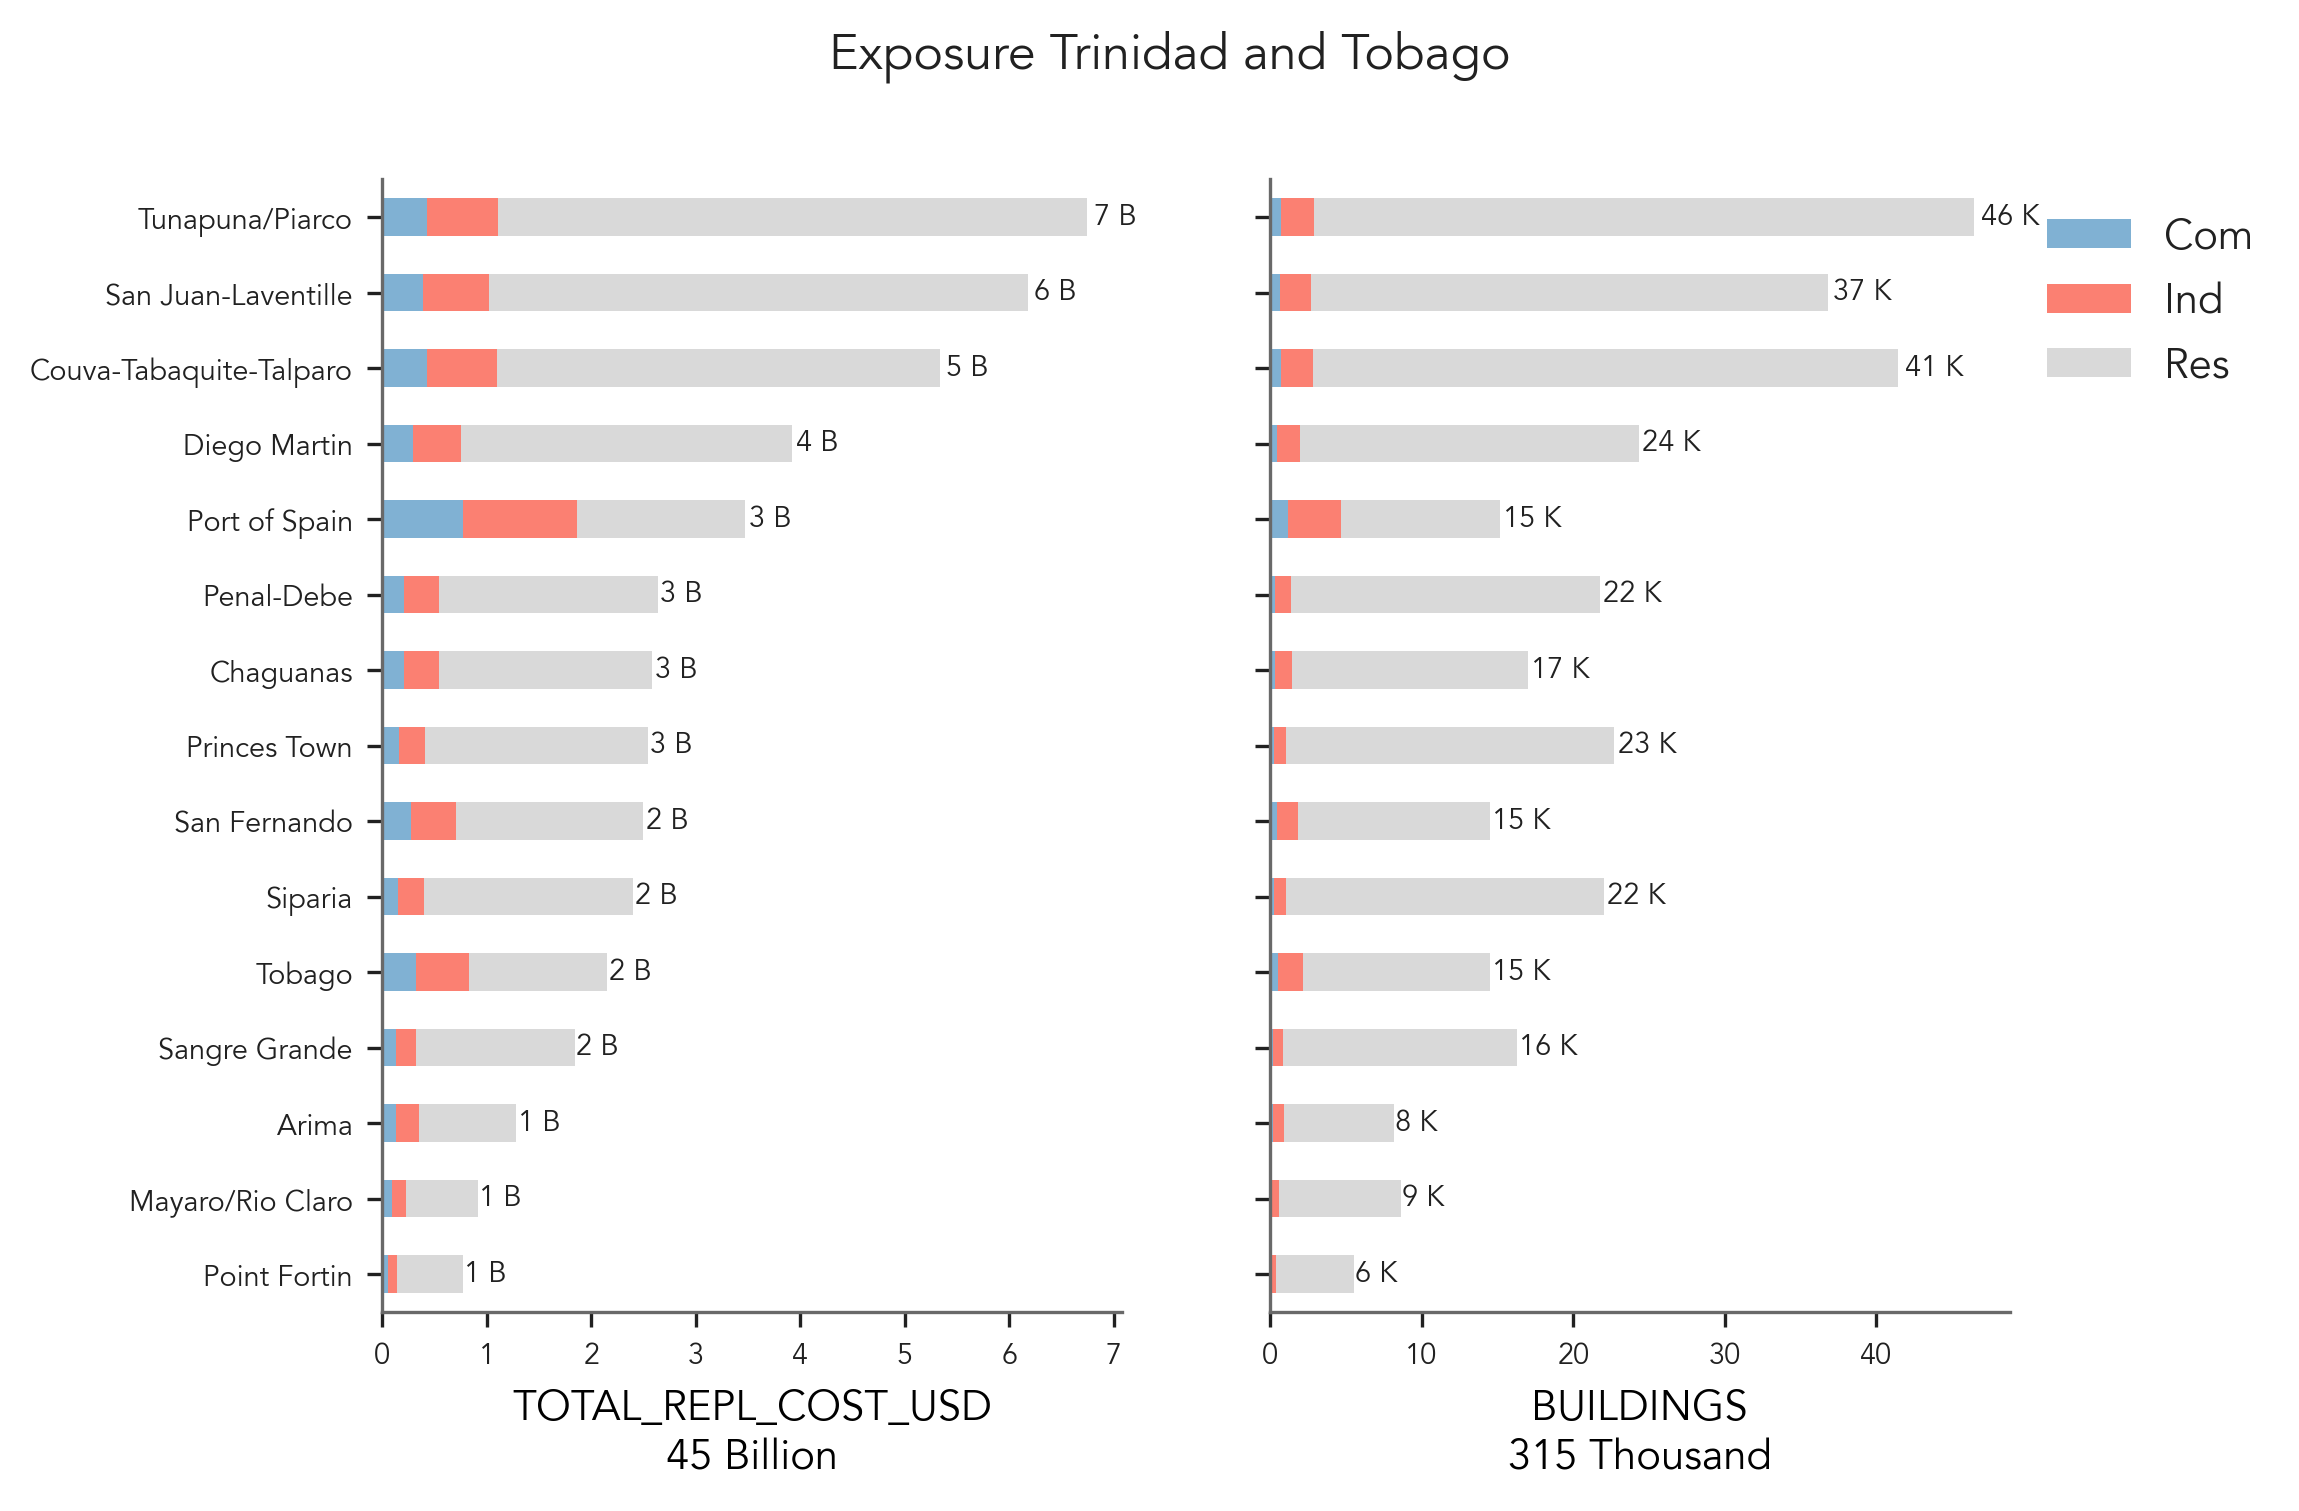 Exposure Trinidad and Tobago
Tunapuna/Piarco
San Juan-Laventille
Couva-Tabaquite-Talparo
Diego Martin
Port of Spain
Penal-Debe
Chaguanas
Princes Town
San Fernando
Siparia
Tobago
Sangre Grande
Arima
Mayaro/Rio Claro
Point Fortin
7 B
6 B
5 B
4 B
3 B
3 B
3 B
3 B
2 B
2 B
2 B
2 B
1 B
1 B
1 B
0 1 2 3 4 5 6 7
TOTAL_REPL_COST_USD
45 Billion
46 K
37 K
41 K
24 K
15 K
22 K
17 K
23 K
15 K
22 K
15 K
16 K
8 K
9 K
6 K
0 10 20 30 40
BUILDINGS
315 Thousand
Com
Ind
Res